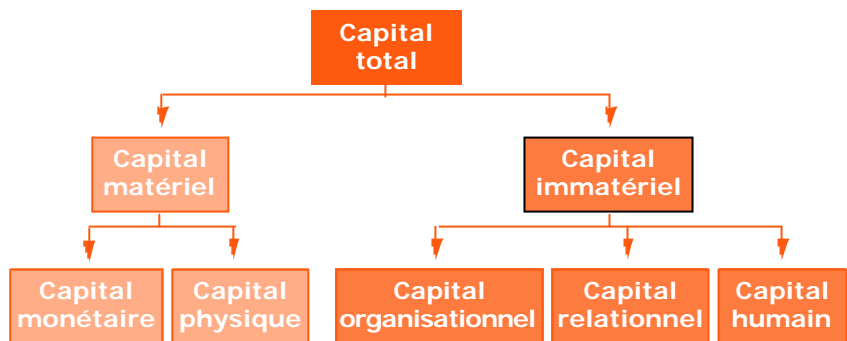 Capital
total
Capital
matériel
Capital
immatériel
Capital
monétaire
Capital
physique
Capital
organisationnel
Capital
relationnel
Capital
humain